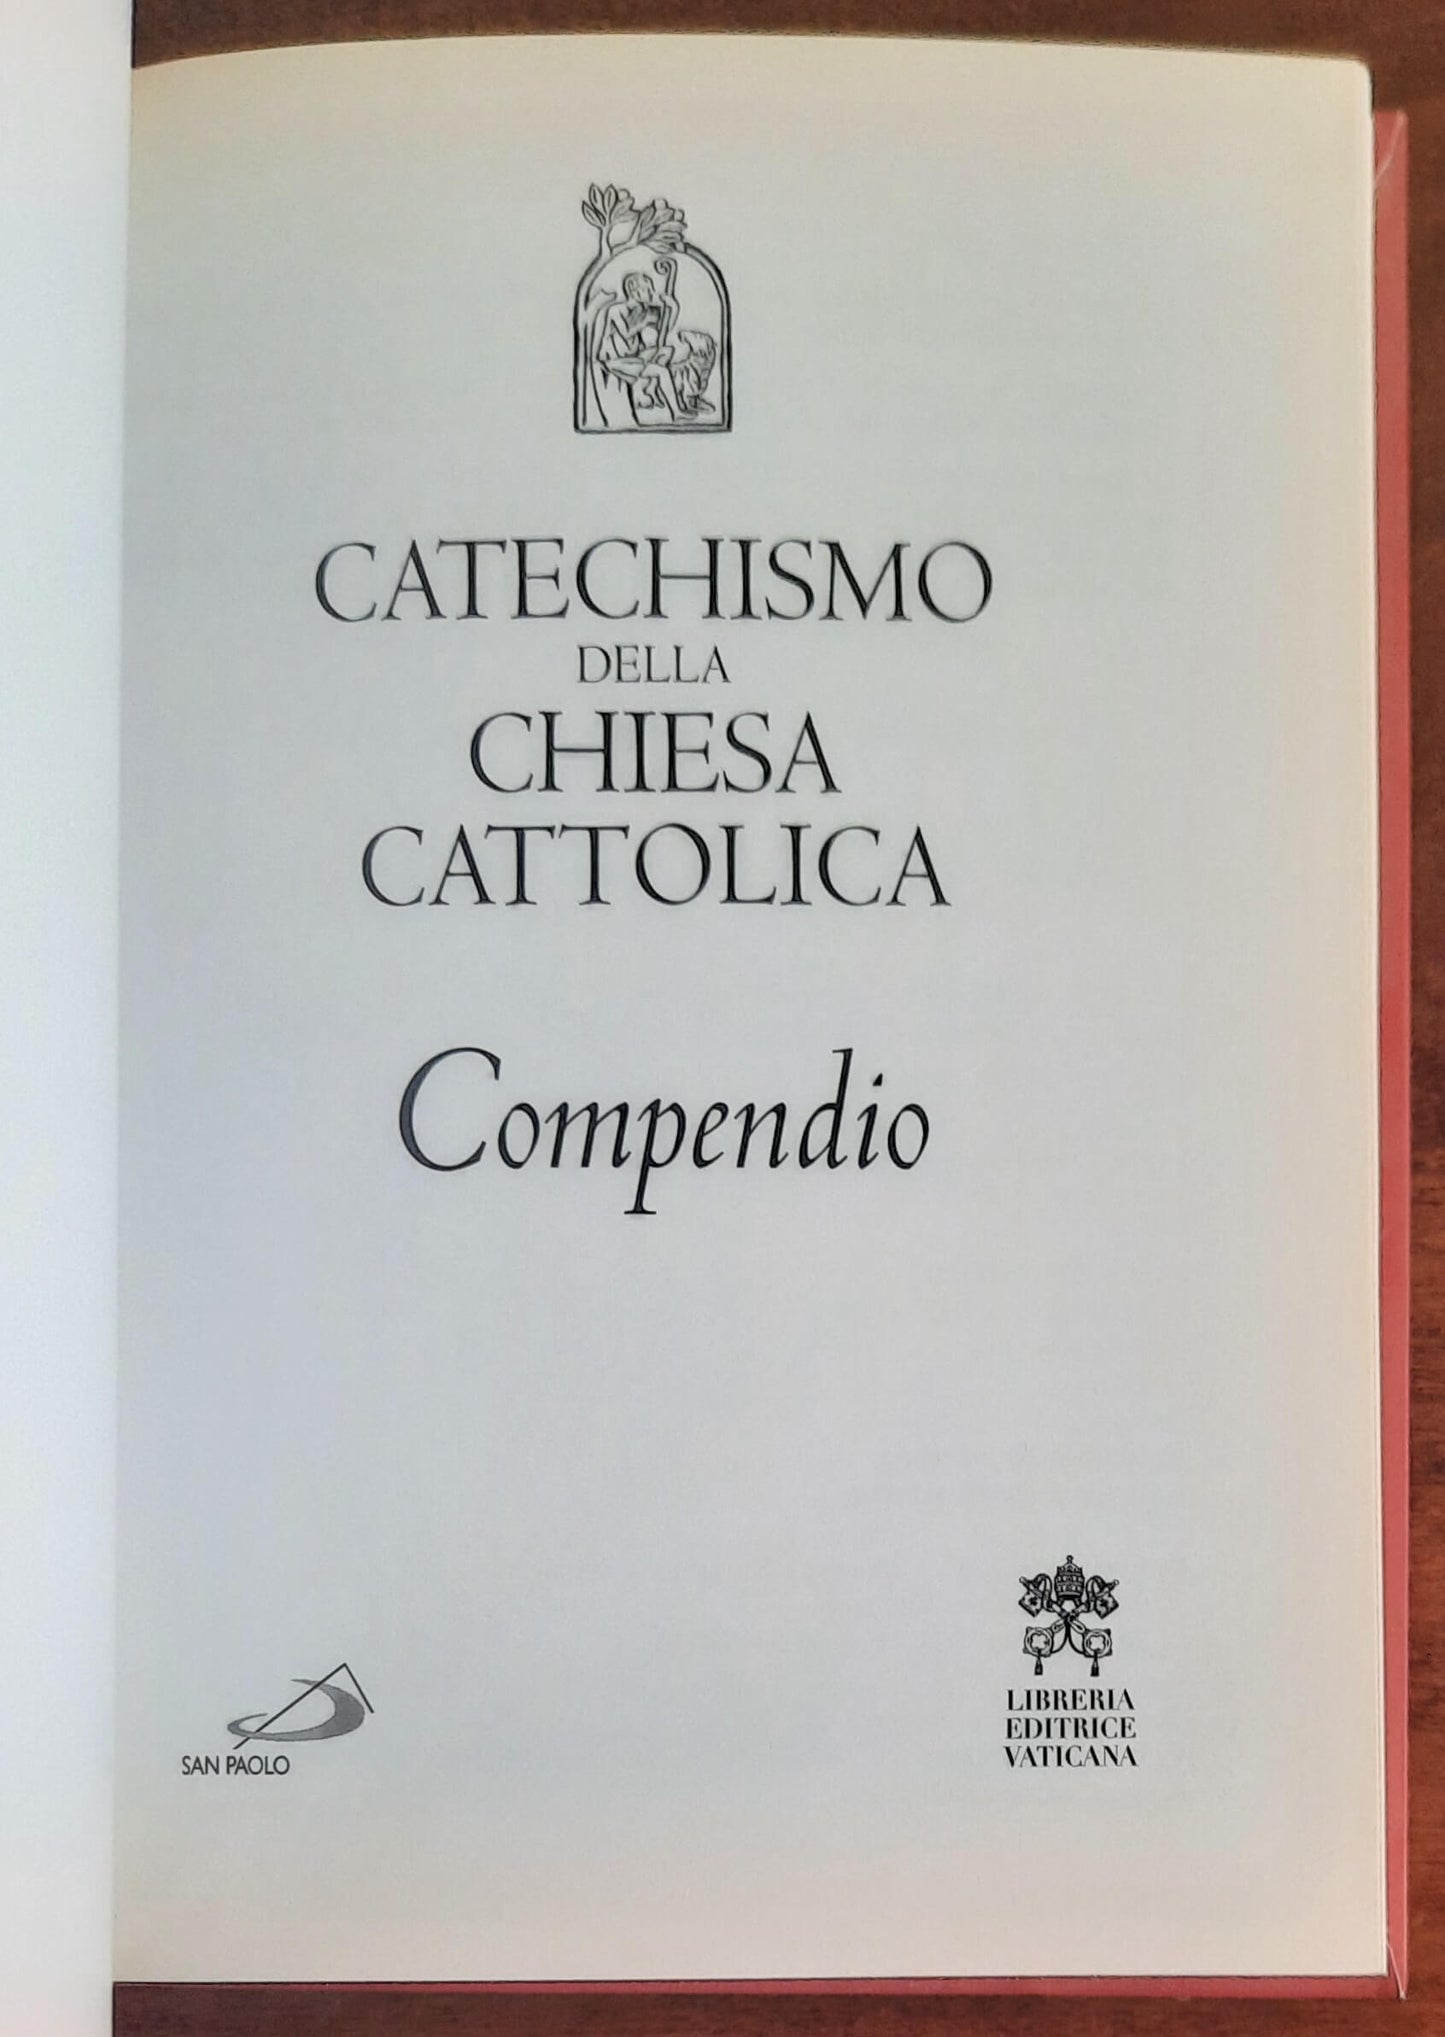 CATECHISMO
DELLA
CHIESA
CATTOLICA
Compendio
SAN PAOLO
LIBRERIA
EDITRICE
VATICANA